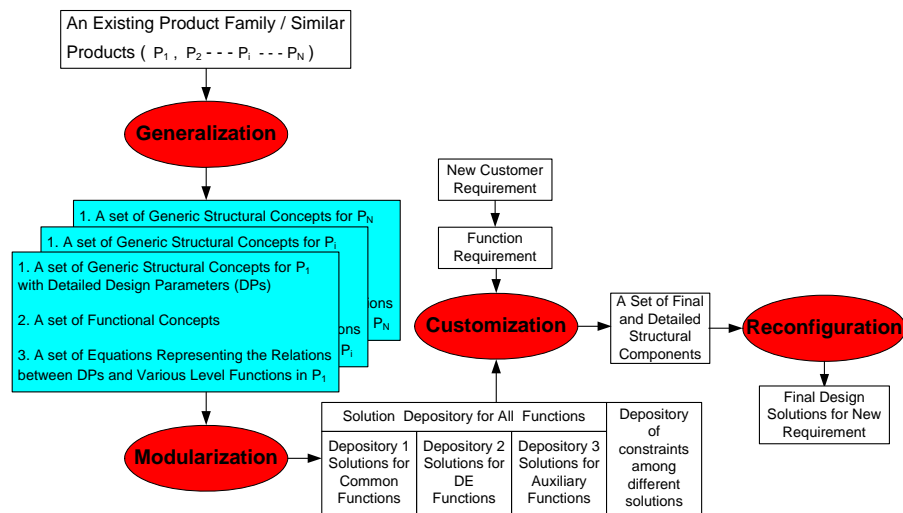 An Existing Product Family / Similar
Products ( P₁ , P₂ - - - Pᵢ - - - P_N )
Generalization
1. A set of Generic Structural Concepts for P_N
1. A set of Generic Structural Concepts for Pᵢ
1. A set of Generic Structural Concepts for P₁
with Detailed Design Parameters (DPs)
2. A set of Functional Concepts
3. A set of Equations Representing the Relations
between DPs and Various Level Functions in P₁
P_N
Pᵢ
Modularization
Solution Depository for All Functions
Depository 1
Solutions for
Common
Functions
Depository 2
Solutions for
DE
Functions
Depository 3
Solutions for
Auxiliary
Functions
Depository
of
constraints
among
different
solutions
New Customer
Requirement
Function
Requirement
Customization
A Set of Final
and Detailed
Structural
Components
Reconfiguration
Final Design
Solutions for New
Requirement